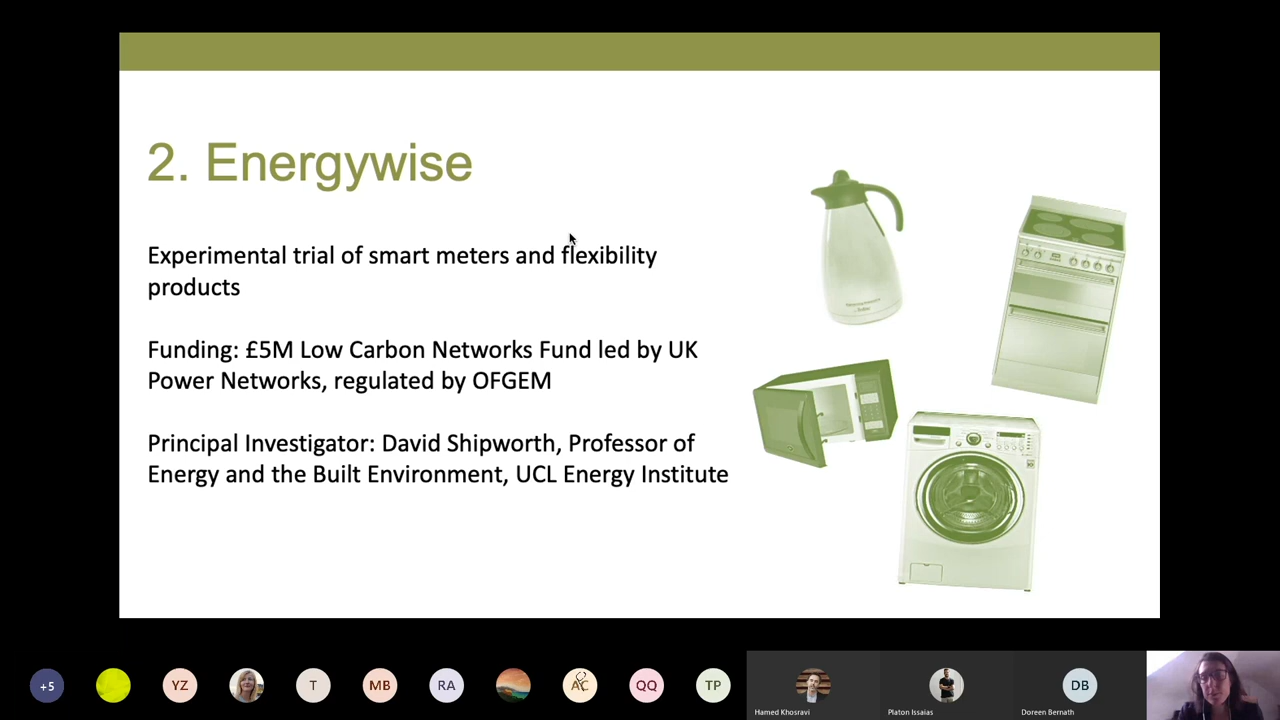 2. Energywise
Experimental trial of smart meters and flexibility
products
Funding: £5M Low Carbon Networks Fund led by UK
Power Networks, regulated by OFGEM
Principal Investigator: David Shipworth, Professor of
Energy and the Built Environment, UCL Energy Institute
+5
YZ
T
MB
RA
AC
QQ
TP
DB
Hamed Khosravi
Platon Issaias
Doreen Bernath